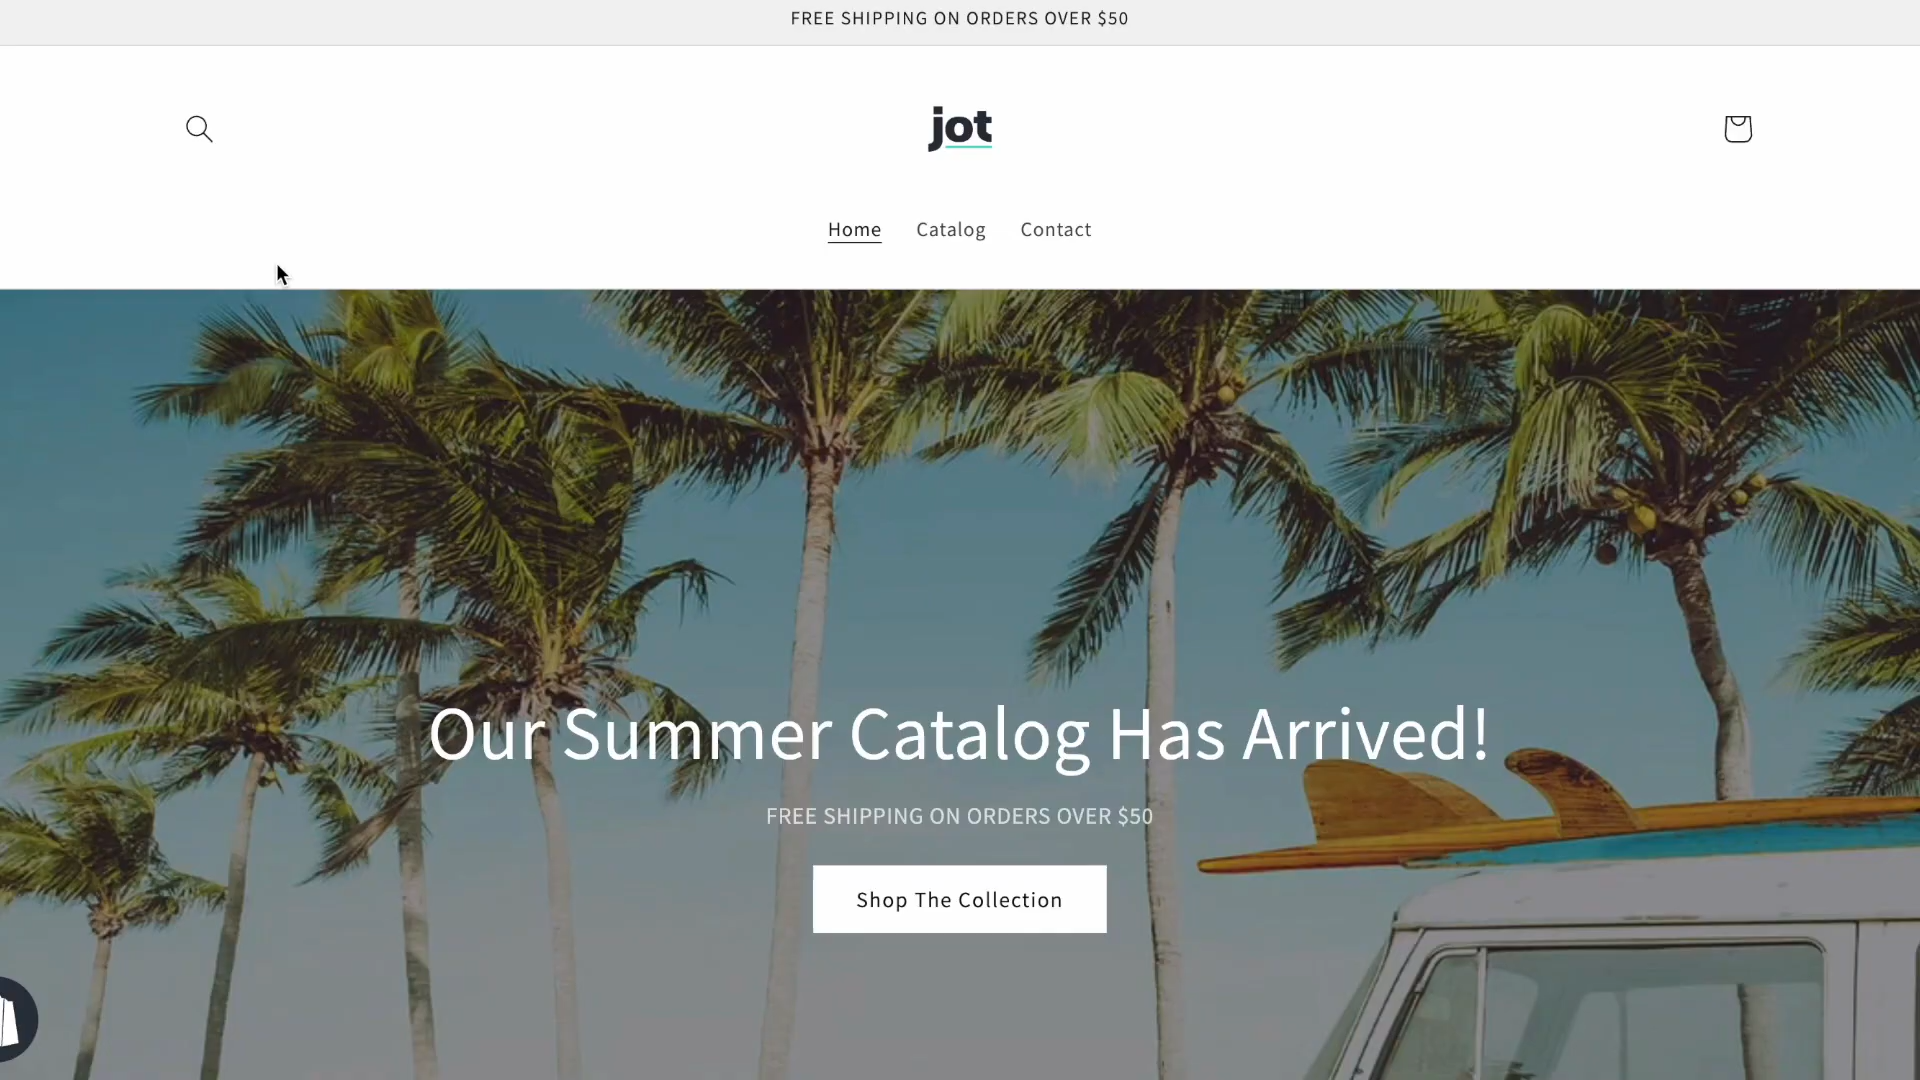 FREE SHIPPING ON ORDERS OVER $50
jot
Home Catalog Contact
Our Summer Catalog Has Arrived!
FREE SHIPPING ON ORDERS OVER $50
Shop The Collection